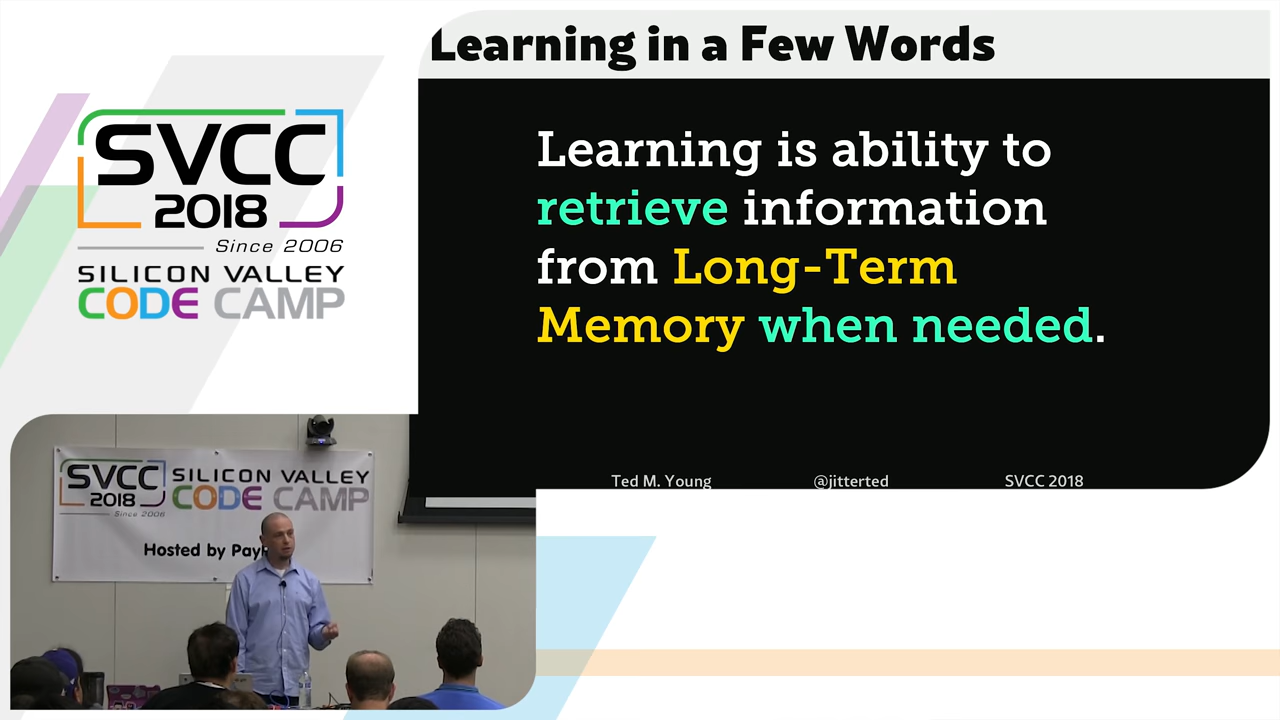 Learning in a Few Words
SVCC
2018
Since 2006
SILICON VALLEY
CODE CAMP
Learning is ability to
retrieve information
from Long-Term
Memory when needed.
Ted M. Young
@jitterted
SVCC 2018
SVCC
2018
Since 2006
SILICON VALLEY
CODE CAMP
Hosted by